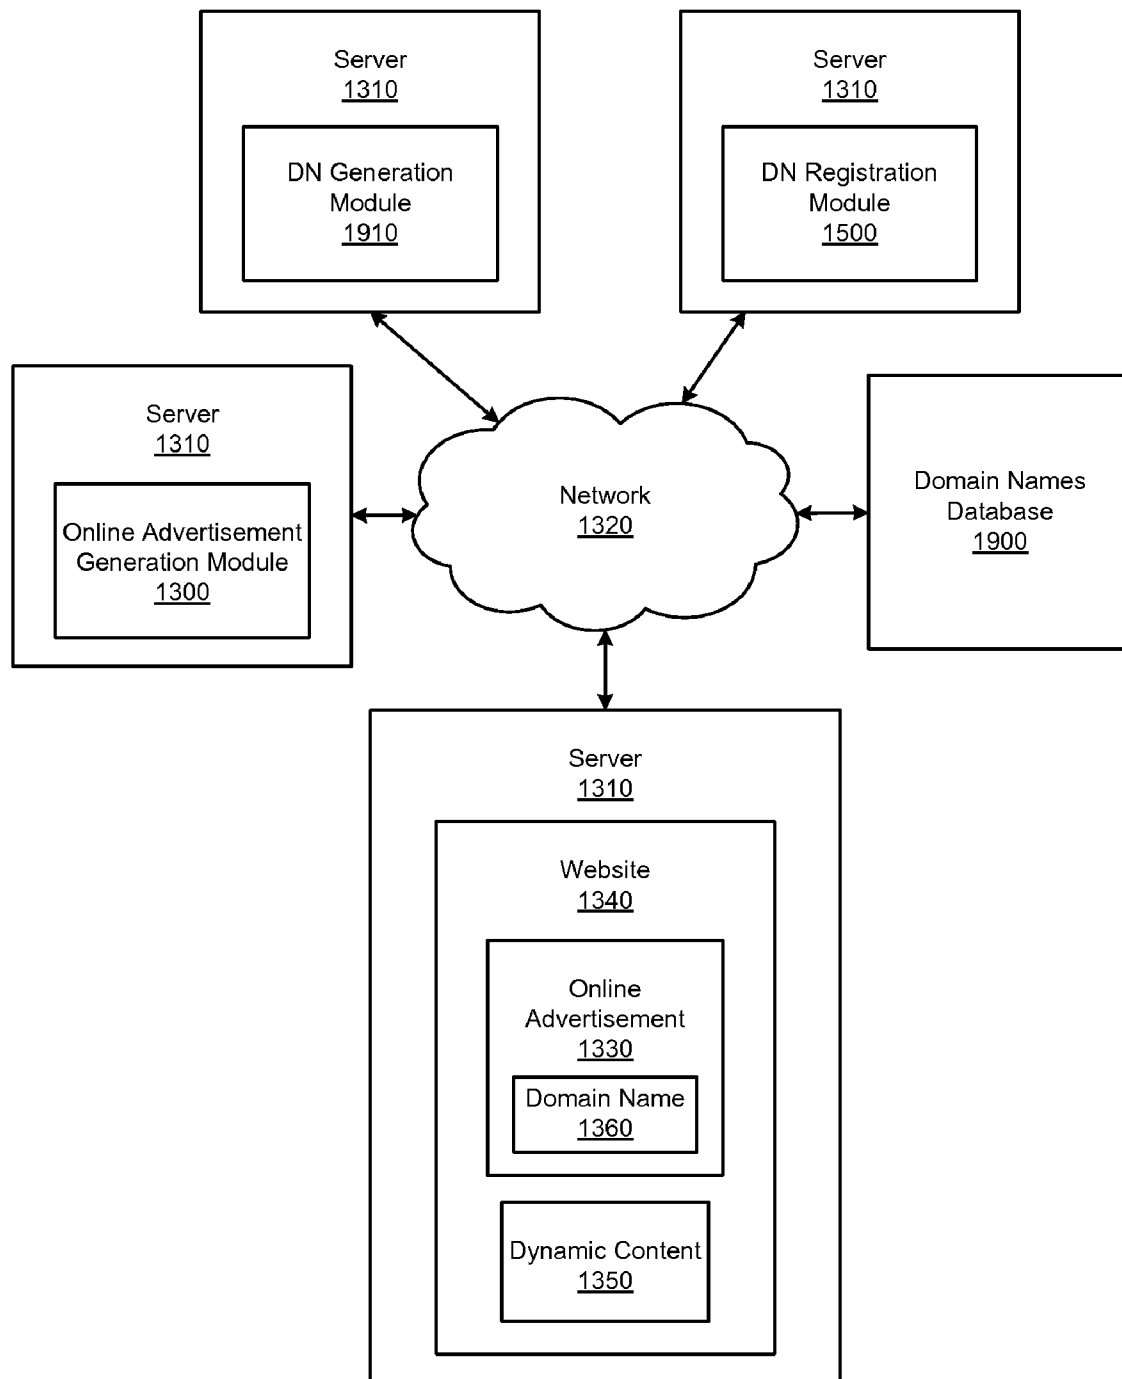 Server
1310
DN Generation
Module
1910
Server
1310
DN Registration
Module
1500
Server
1310
Online Advertisement
Generation Module
1300
Network
1320
Domain Names
Database
1900
Server
1310
Website
1340
Online
Advertisement
1330
Domain Name
1360
Dynamic Content
1350